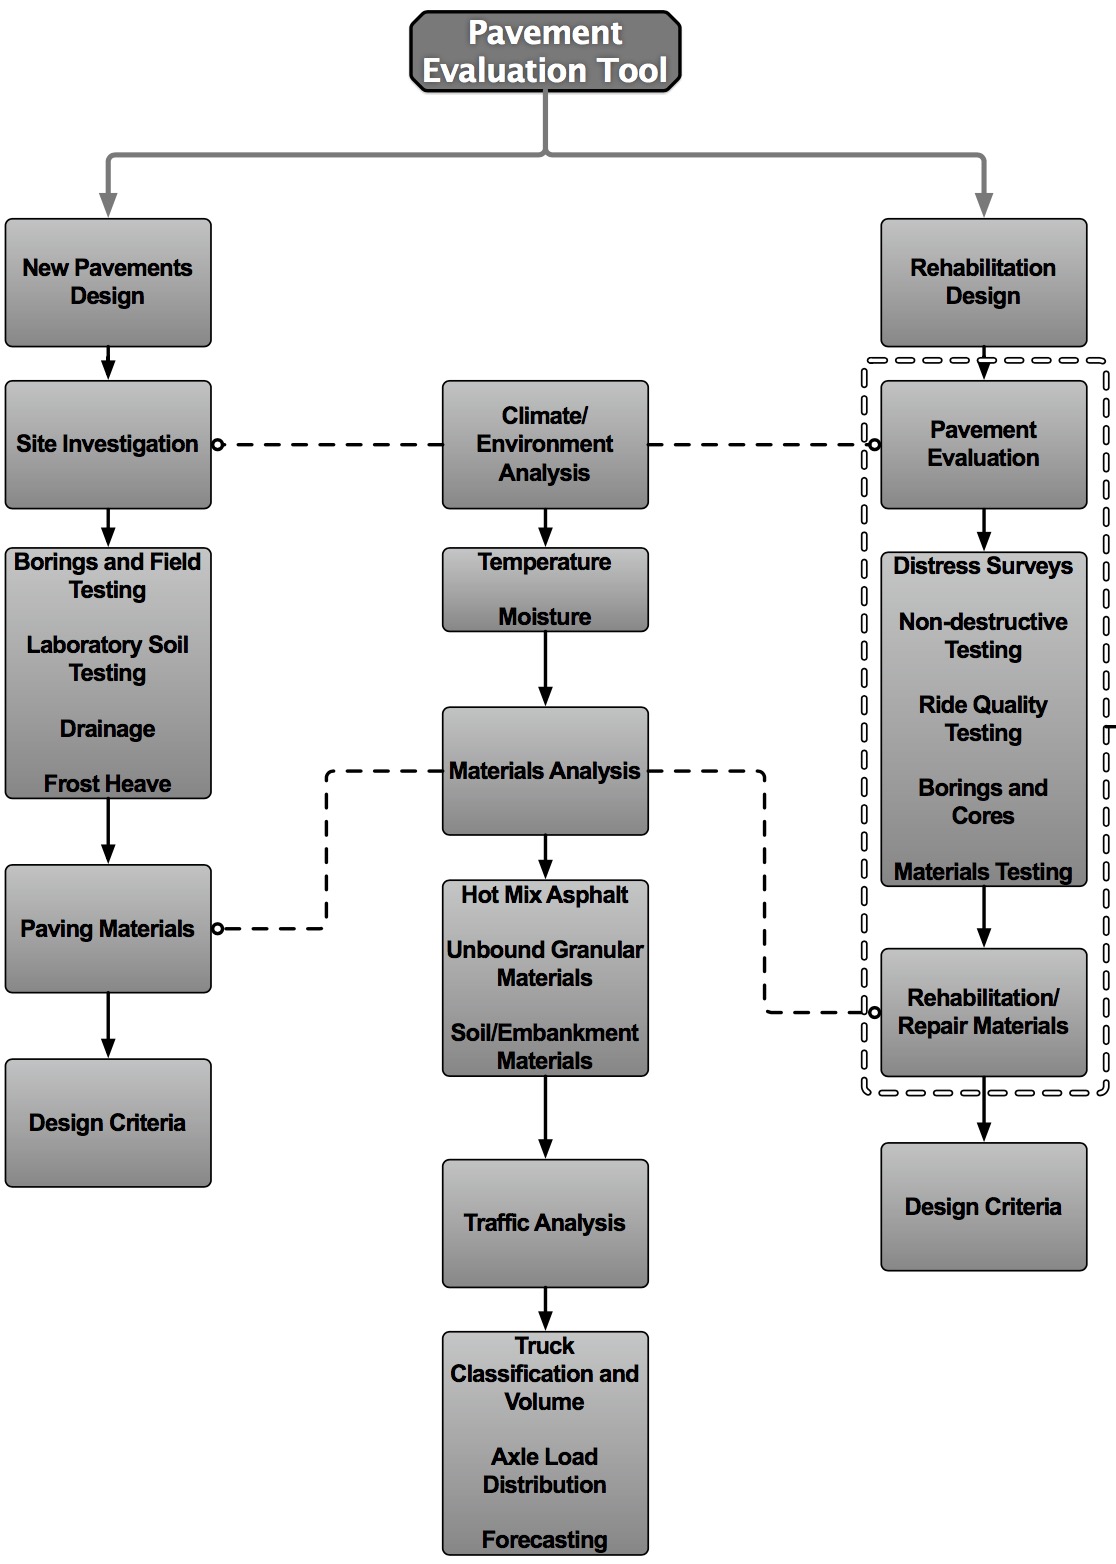 Pavement
Evaluation Tool
New Pavements
Design
Rehabilitation
Design
Site Investigation
Climate/
Environment
Analysis
Pavement
Evaluation
Borings and Field
Testing
Laboratory Soil
Testing
Drainage
Frost Heave
Temperature
Moisture
Distress Surveys
Non-destructive
Testing
Ride Quality
Testing
Borings and
Cores
Materials Testing
Materials Analysis
Paving Materials
Hot Mix Asphalt
Unbound Granular
Materials
Soil/Embankment
Materials
Rehabilitation/
Repair Materials
Design Criteria
Traffic Analysis
Design Criteria
Truck
Classification and
Volume
Axle Load
Distribution
Forecasting